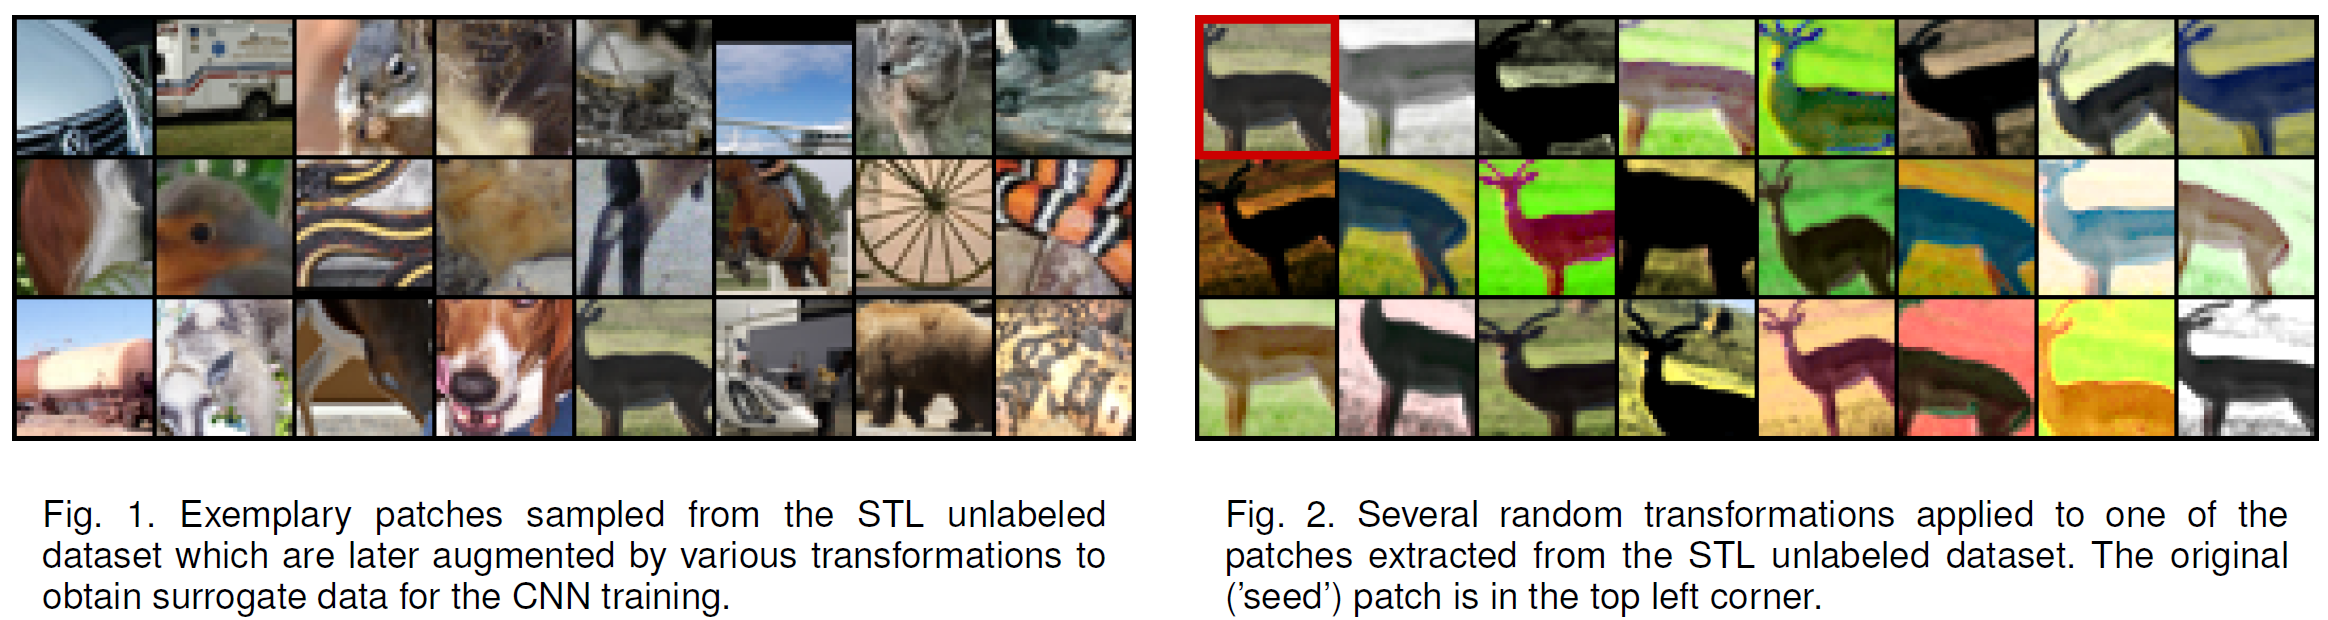 Fig. 1. Exemplary patches sampled from the STL unlabeled
dataset which are later augmented by various transformations to
obtain surrogate data for the CNN training.
Fig. 2. Several random transformations applied to one of the
patches extracted from the STL unlabeled dataset. The original
('seed') patch is in the top left corner.